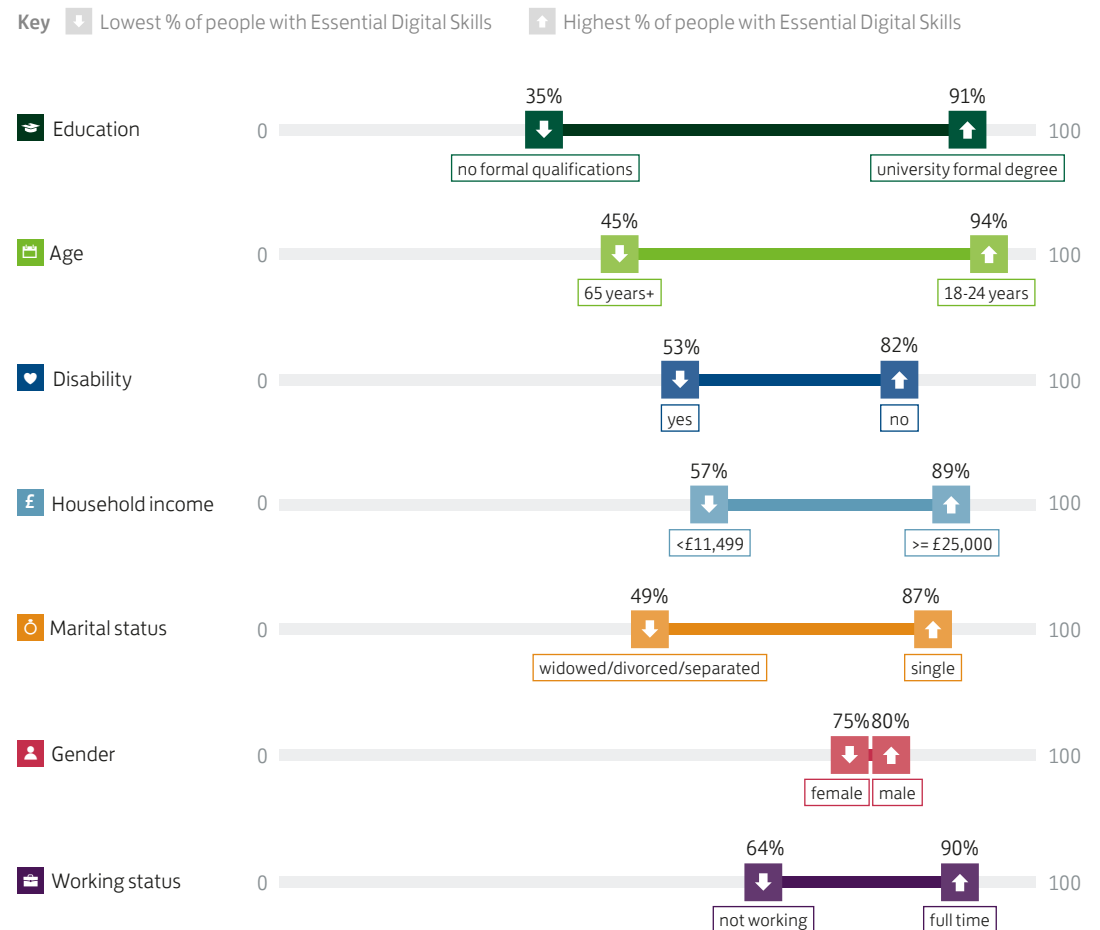 Key Lowest % of people with Essential Digital Skills Highest % of people with Essential Digital Skills
35% 91%
Education 0 100
no formal qualifications university formal degree
45% 94%
Age 0 100
65 years+ 18-24 years
53% 82%
Disability 0 100
yes no
57% 89%
£ Household income 0 100
<£11,499 >= £25,000
49% 87%
Marital status 0 100
widowed/divorced/separated single
75% 80%
Gender 0 100
female male
64% 90%
Working status 0 100
not working full time